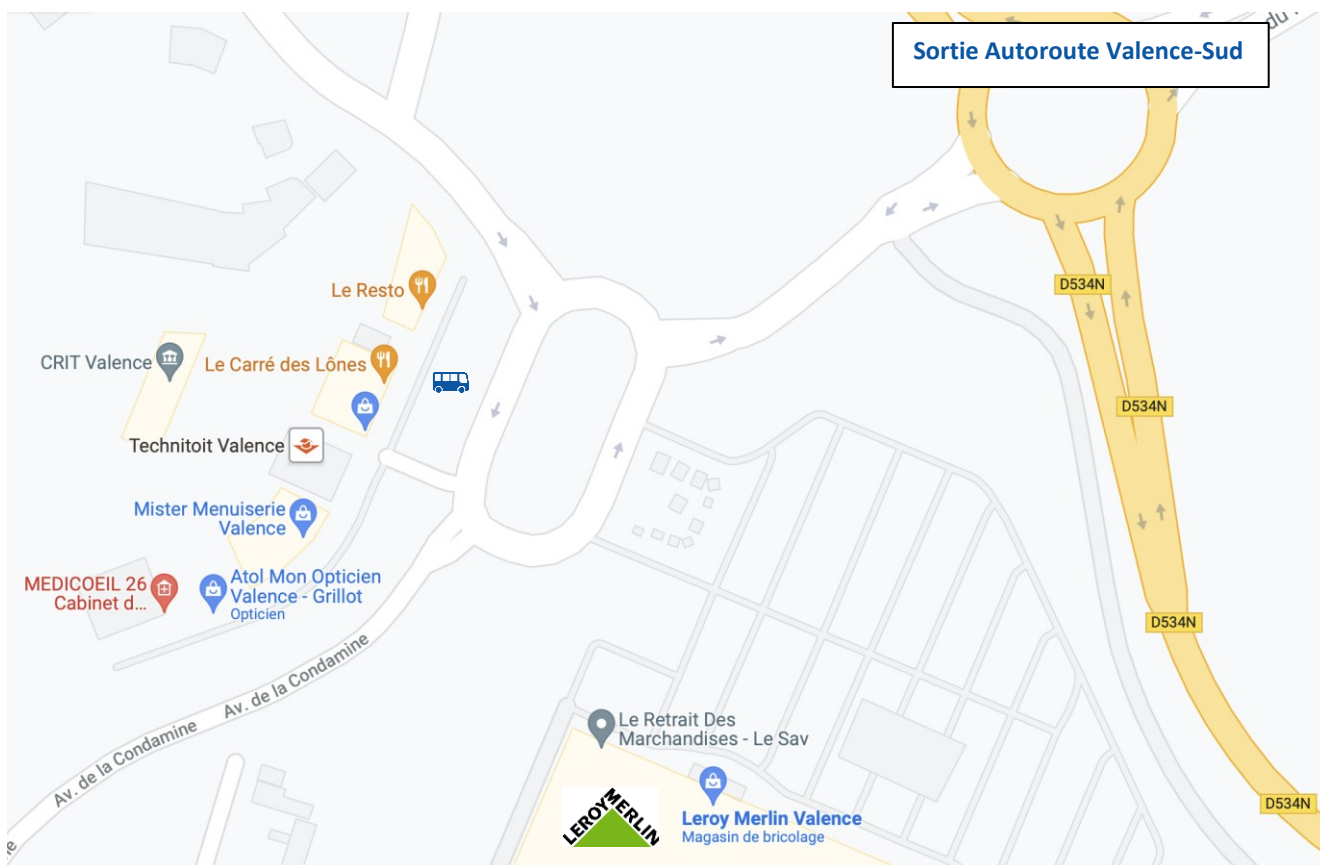 du
Sortie Autoroute Valence-Sud
Le Resto
D534N
CRIT Valence
Le Carré des Lônes
D534N
Technitoit Valence
Mister Menuiserie
Valence
MEDICOEIL 26
Cabinet d...
Atol Mon Opticien
Valence - Grillot
Opticien
D534N
Av. de la Condamine
Av. de la Condamine
Le Retrait Des
Marchandises - Le Sav
LEROY MERLIN
Leroy Merlin Valence
Magasin de bricolage
D534N